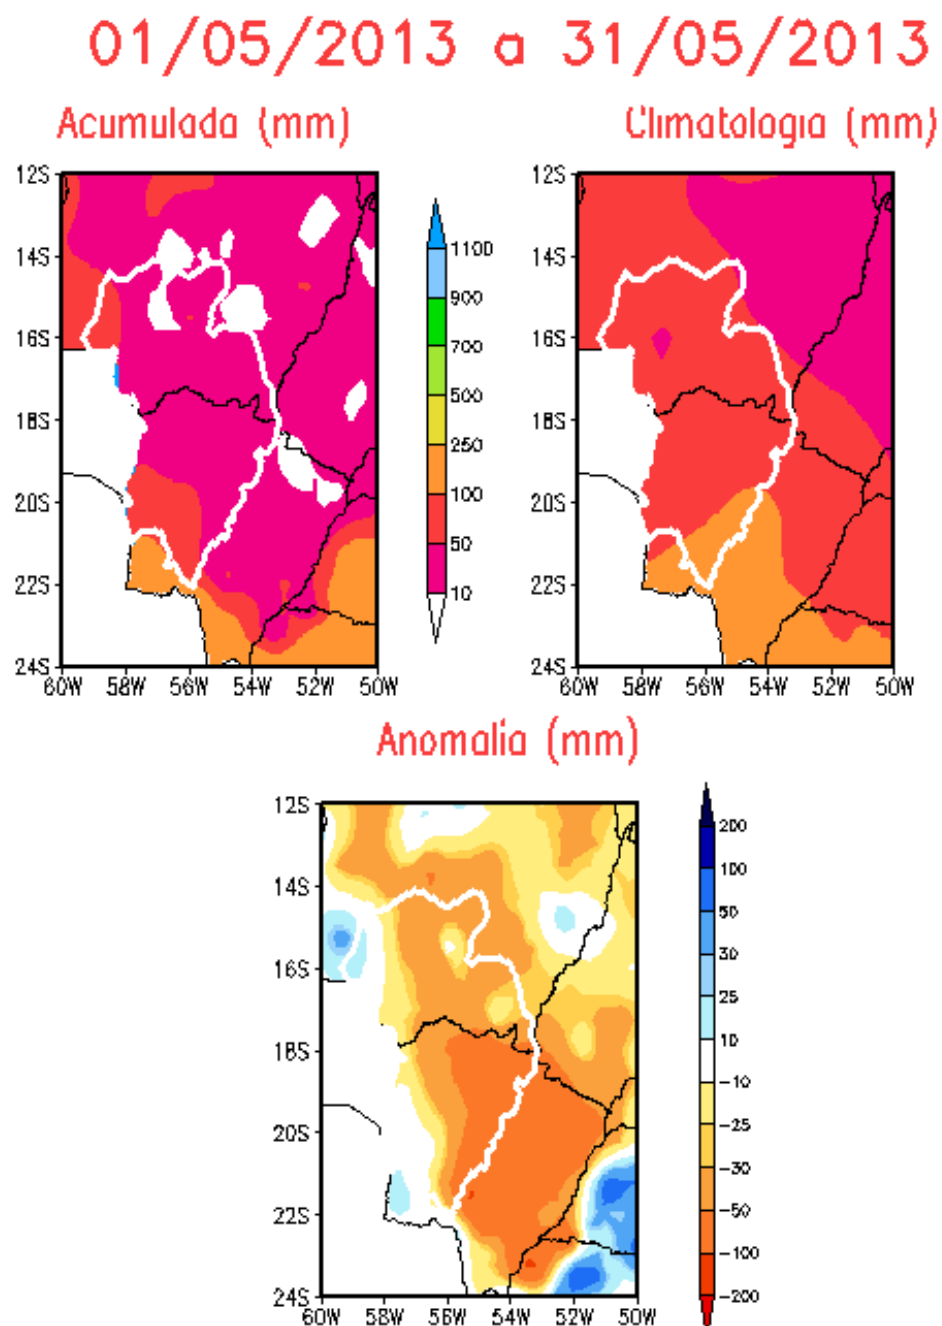 01/05/2013 a 31/05/2013
Acumulada (mm)
Climatologia (mm)
12S
14S
16S
18S
20S
22S
24S
60W 58W 56W 54W 52W 50W
1100
900
700
500
250
100
50
10
12S
14S
16S
18S
20S
22S
24S
60W 58W 56W 54W 52W 50W
Anomalia (mm)
12S
14S
16S
18S
20S
22S
24S
60W 58W 56W 54W 52W 50W
200
100
50
30
25
10
-10
-25
-30
-50
-100
-200